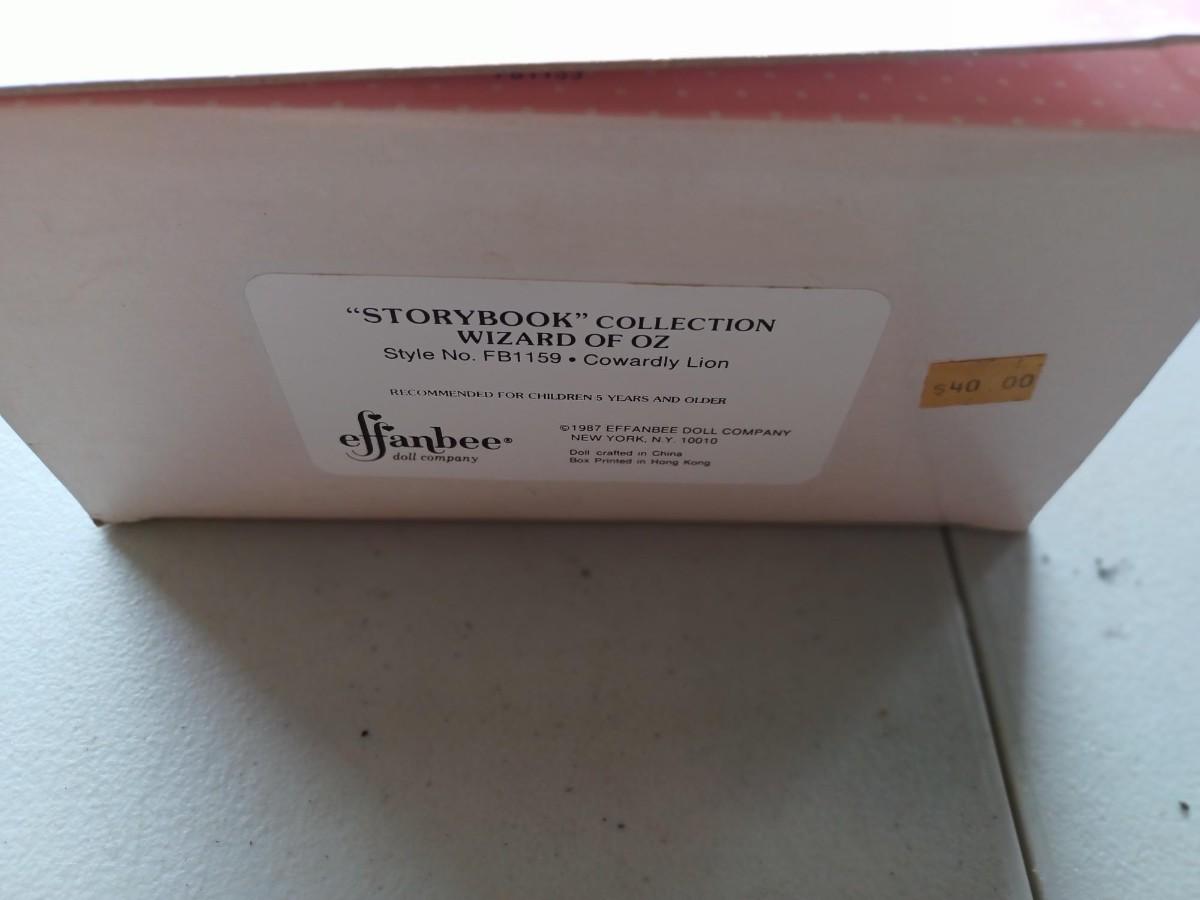 “STORYBOOK” COLLECTION
WIZARD OF OZ
Style No. FB1159 • Cowardly Lion
RECOMMENDED FOR CHILDREN 5 YEARS AND OLDER
effanbee®
doll company
©1987 EFFANBEE DOLL COMPANY
NEW YORK, N.Y. 10010
Doll crafted in China
Box Printed in Hong Kong
$40.00